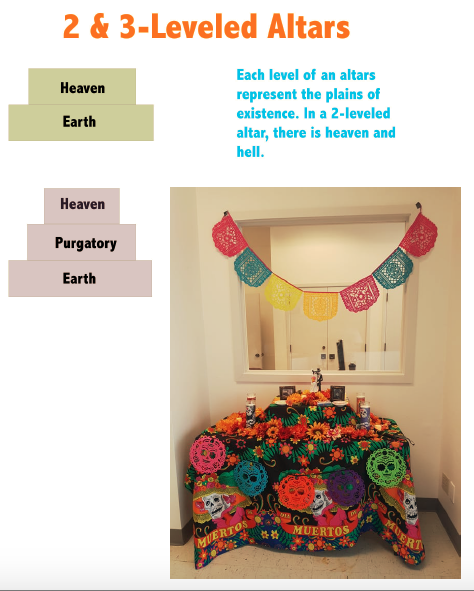 2 & 3-Leveled Altars
Heaven
Earth
Each level of an altars
represent the plains of
existence. In a 2-leveled
altar, there is heaven and
hell.
Heaven
Purgatory
Earth
MUERTOS
MUERTOS
MUERT